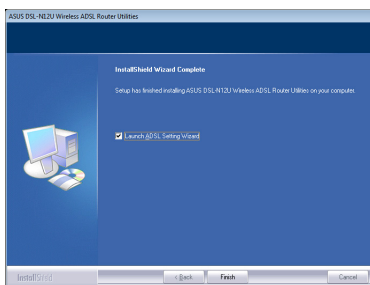 ASUS DSL-N12U Wireless ADSL Router Utilities
InstallShield Wizard Complete
Setup has finished installing ASUS DSL-N12U Wireless ADSL Router Utilities on your computer.
Launch ADSL Setting Wizard
InstallShield
< Back
Finish
Cancel